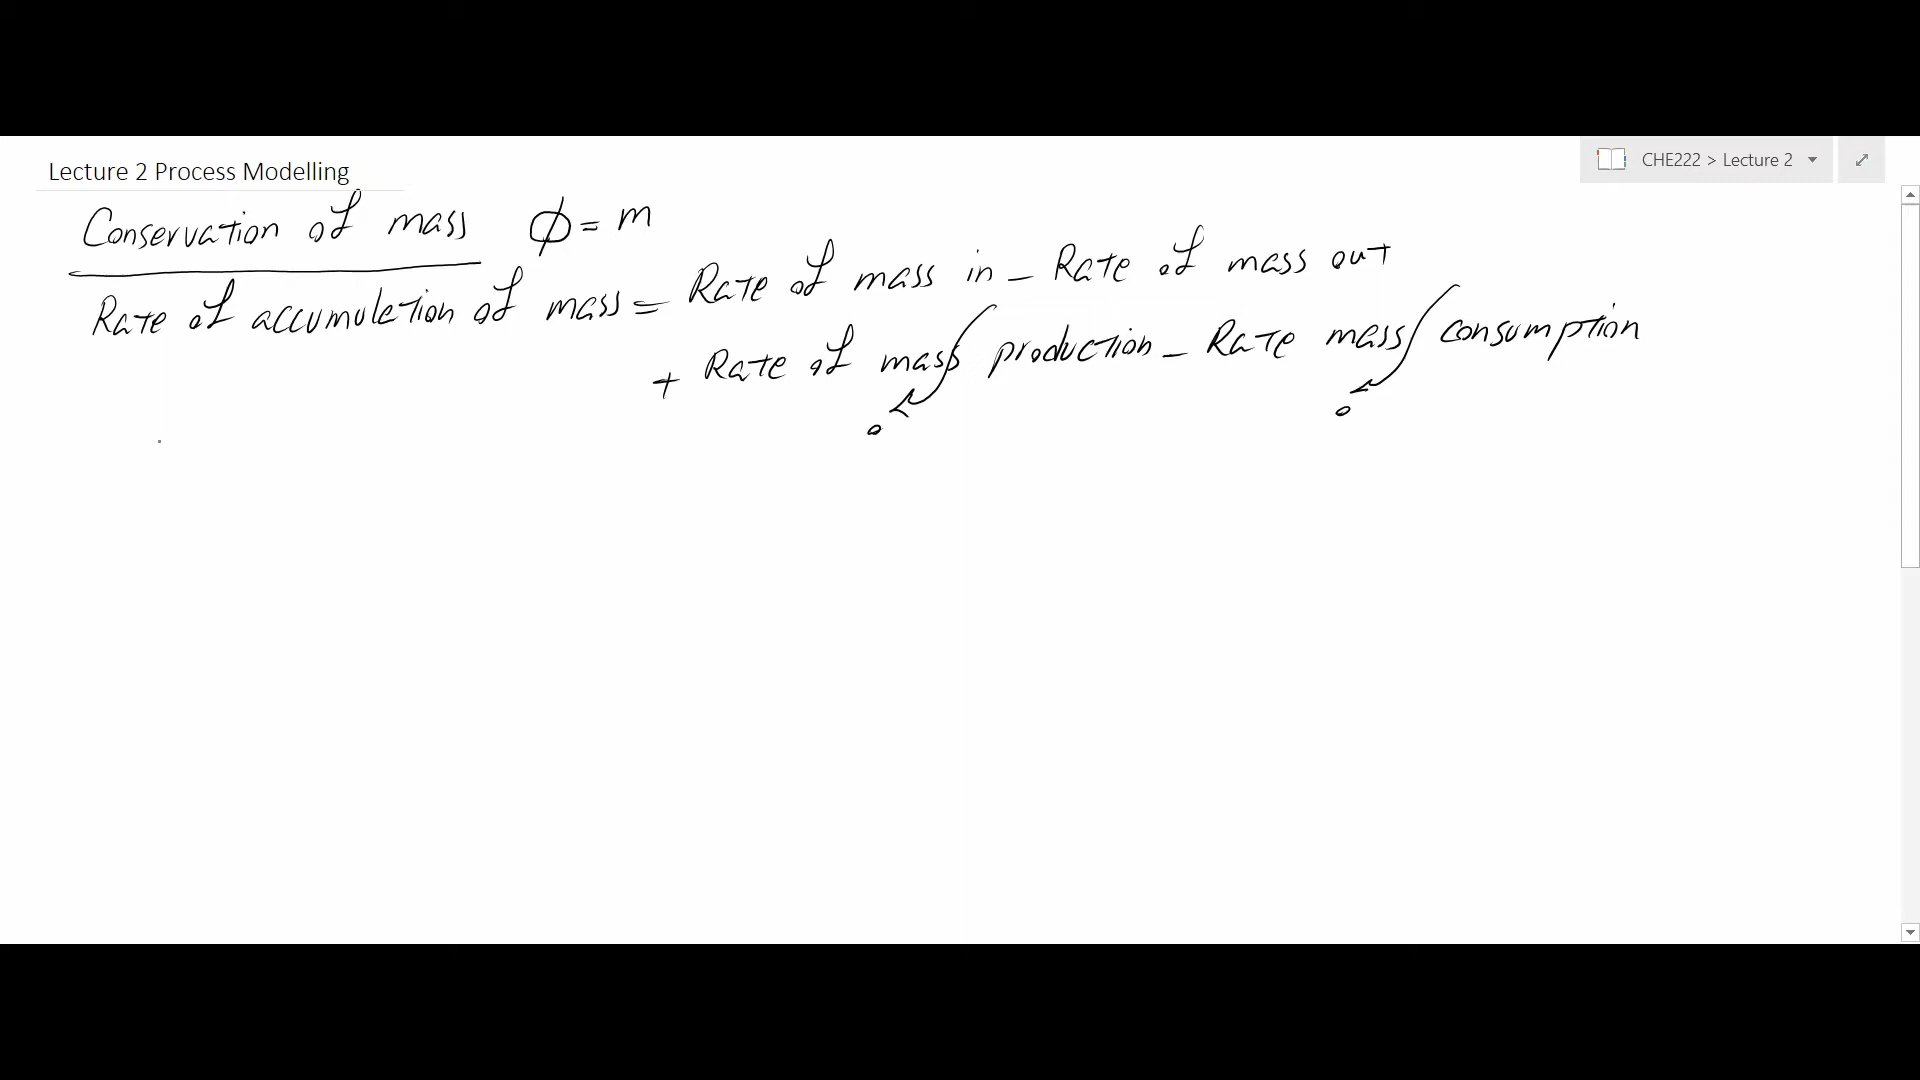 Lecture 2 Process Modelling
CHE222 > Lecture 2
Conservation of mass ϕ = m
Rate of accumulation of mass = Rate of mass in - Rate of mass out
+ Rate of mass production - Rate mass consumption
0 0